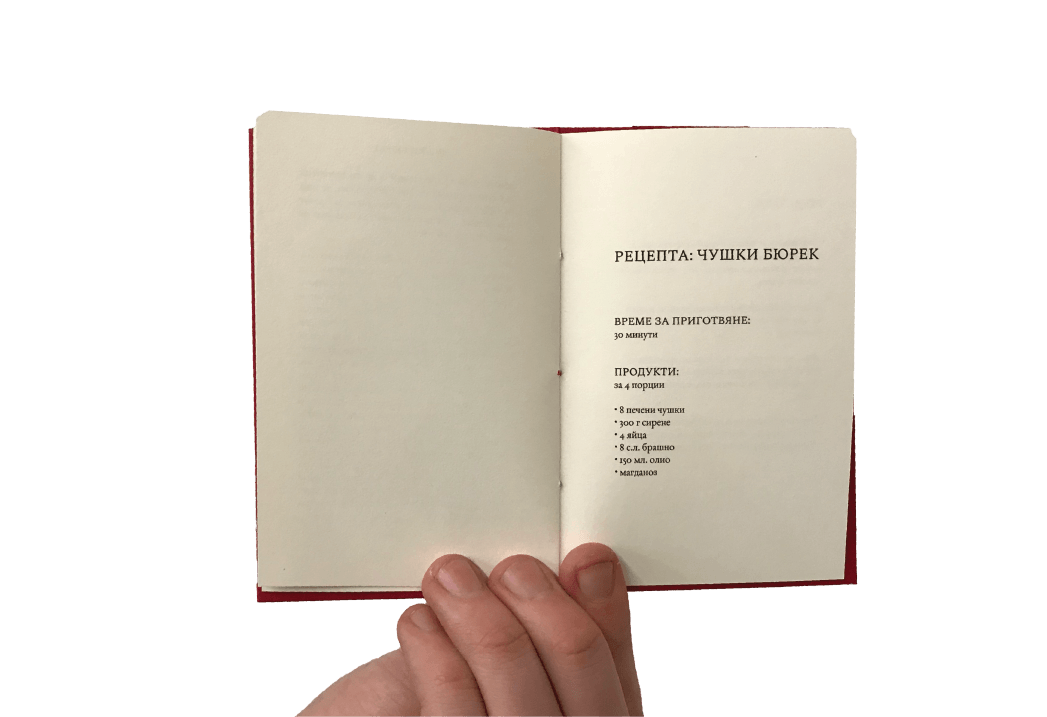 РЕЦЕПТА: ЧУШКИ БЮРЕК
ВРЕМЕ ЗА ПРИГОТВЯНЕ:
30 минути
ПРОДУКТИ:
за 4 порции
• 8 печени чушки
• 300 г сирене
• 4 яйца
• 8 с.л. брашно
• 150 мл. олио
• магданоз